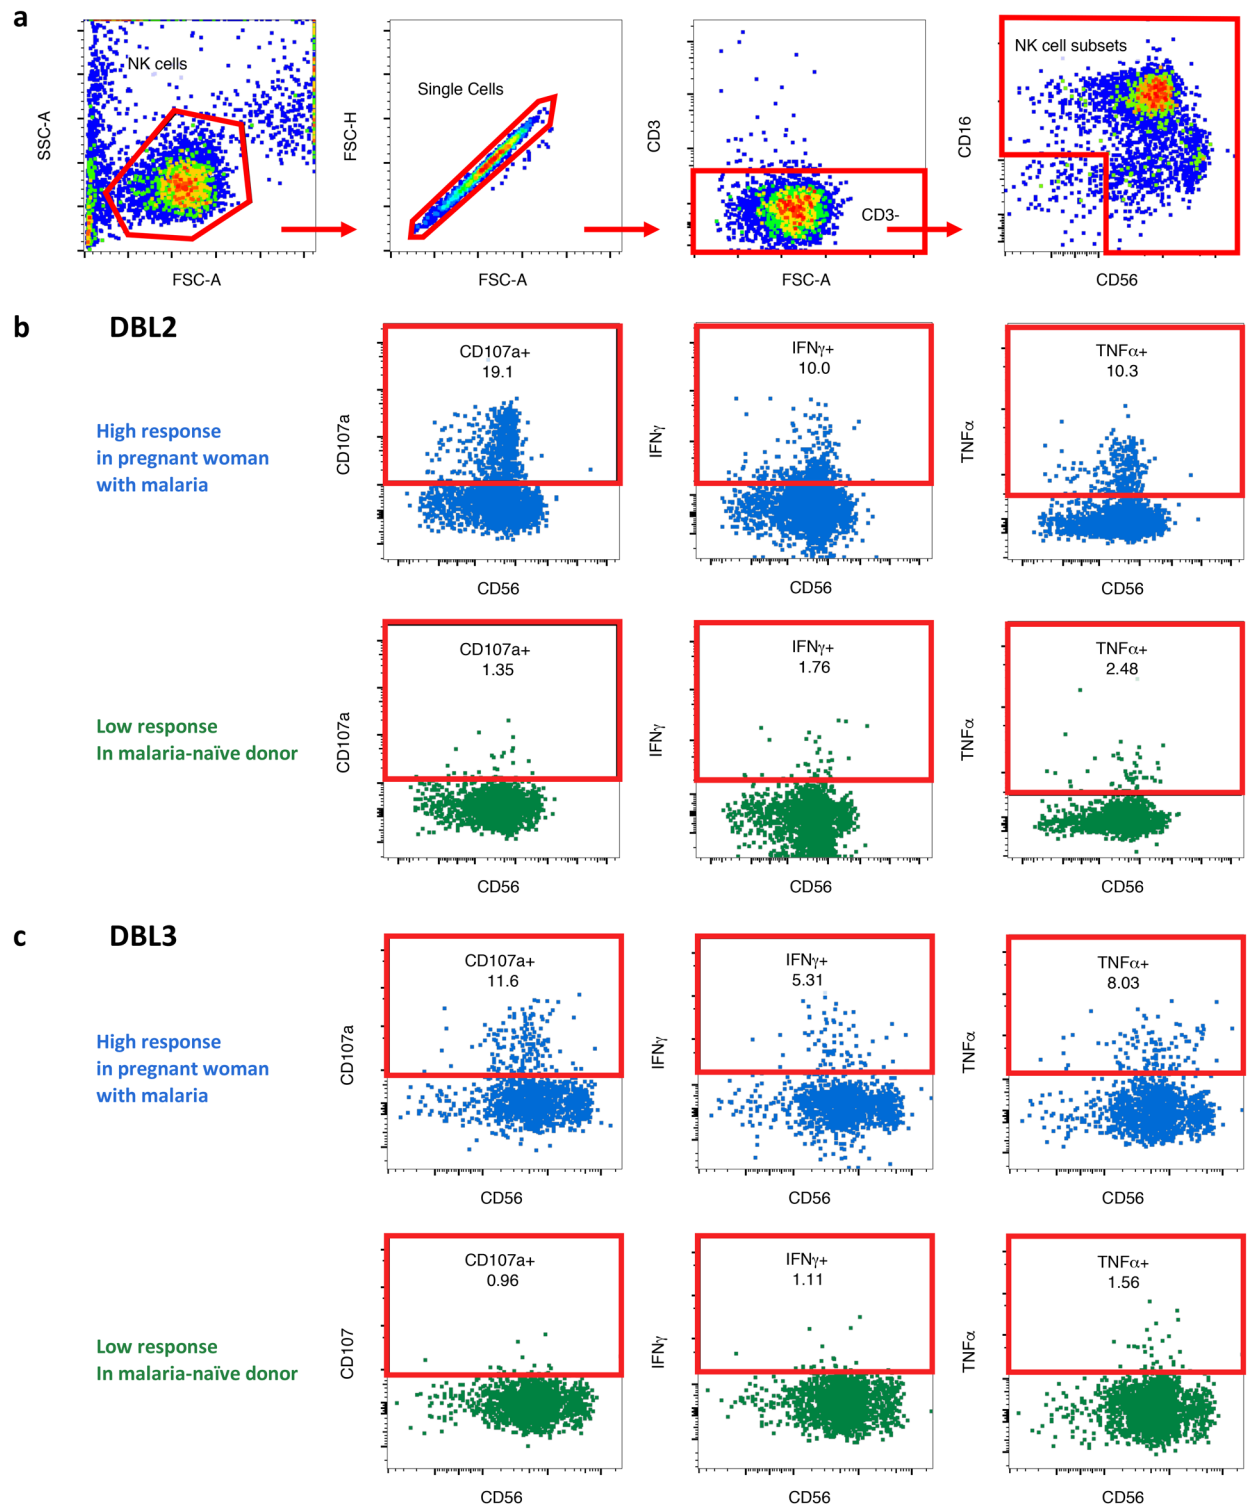 a
NK cells
SSC-A
FSC-A
Single Cells
FSC-H
FSC-A
CD3
CD3-
FSC-A
NK cell subsets
CD16
CD56
b
DBL2
High response
in pregnant woman
with malaria
CD107a+
19.1
CD107a
CD56
IFNγ+
10.0
IFNγ
CD56
TNFα+
10.3
TNFα
CD56
Low response
In malaria-naïve donor
CD107a+
1.35
CD107a
CD56
IFNγ+
1.76
IFNγ
CD56
TNFα+
2.48
TNFα
CD56
c
DBL3
High response
in pregnant woman
with malaria
CD107a+
11.6
CD107a
CD56
IFNγ+
5.31
IFNγ
CD56
TNFα+
8.03
TNFα
CD56
Low response
In malaria-naïve donor
CD107a+
0.96
CD107
CD56
IFNγ+
1.11
IFNγ
CD56
TNFα+
1.56
TNFα
CD56